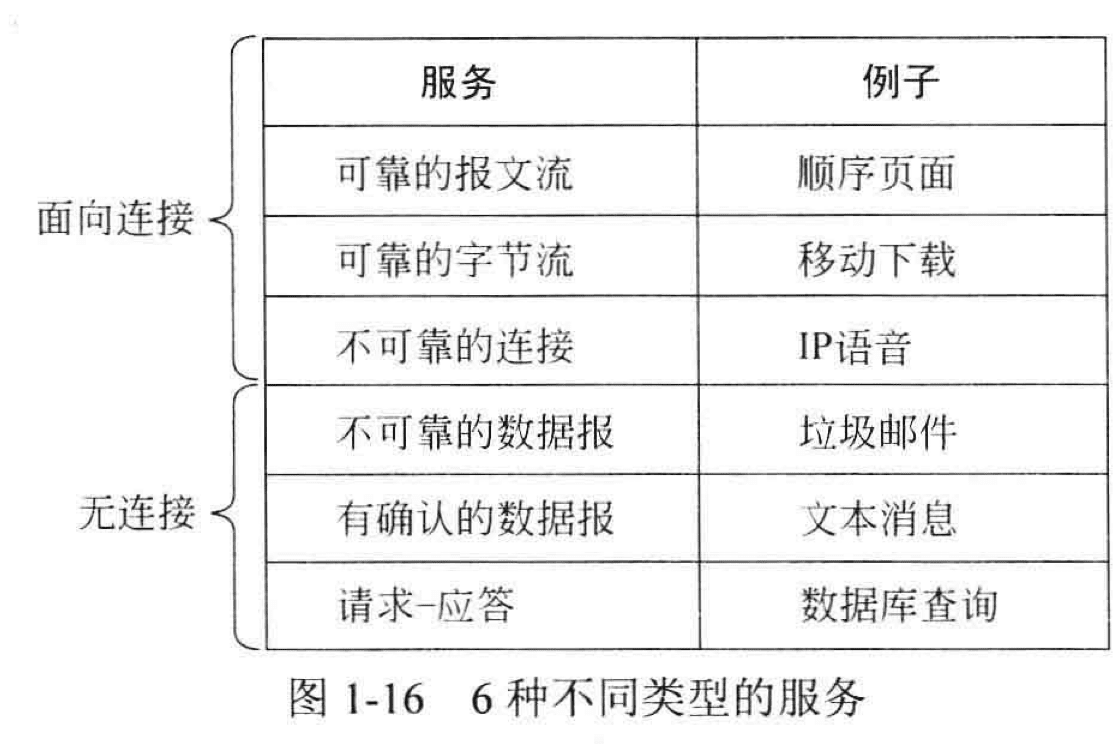 服务 例子
面向连接
可靠的报文流 顺序页面
可靠的字节流 移动下载
不可靠的连接 IP语音
无连接
不可靠的数据报 垃圾邮件
有确认的数据报 文本消息
请求-应答 数据库查询
图 1-16 6 种不同类型的服务